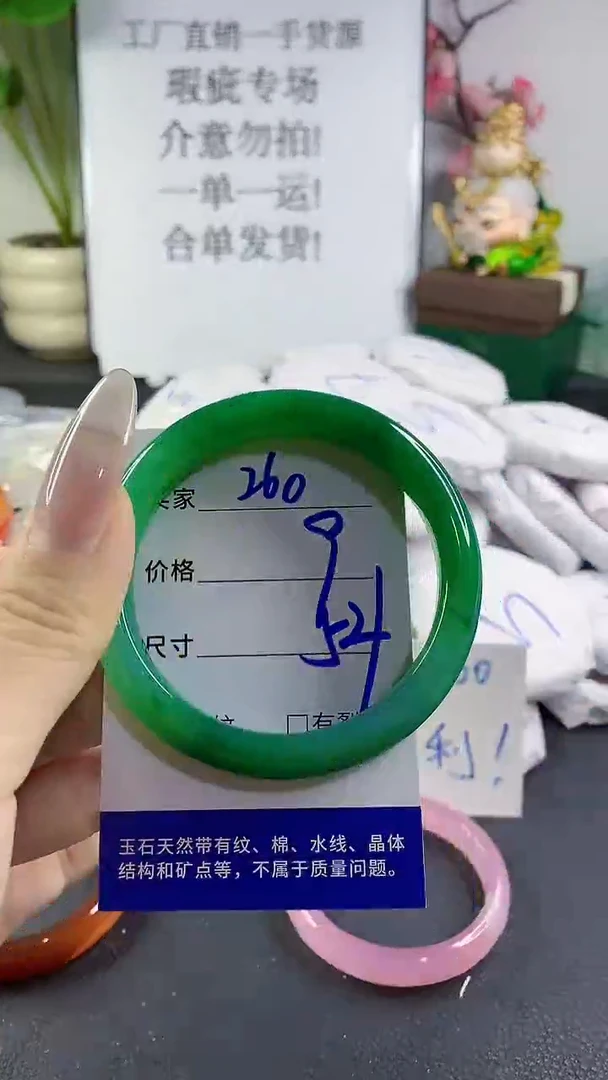 工厂直销一手货源
瑕疵专场
介意勿拍!
一单一运!
合单发货!
卖家 260
价格
尺寸
□有裂
利!
玉石天然带有纹、棉、水线、晶体
结构和矿点等，不属于质量问题。